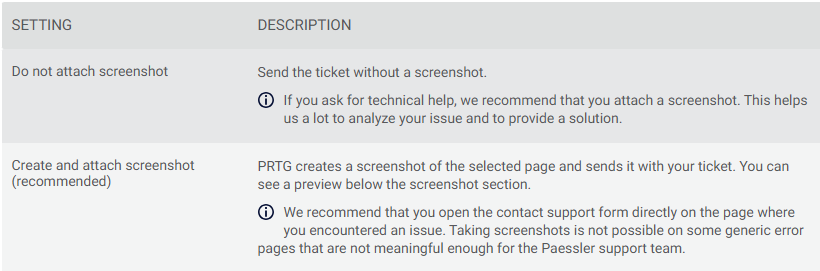 SETTING DESCRIPTION
Do not attach screenshot
Send the ticket without a screenshot.
If you ask for technical help, we recommend that you attach a screenshot. This helps
us a lot to analyze your issue and to provide a solution.
Create and attach screenshot
(recommended)
PRTG creates a screenshot of the selected page and sends it with your ticket. You can
see a preview below the screenshot section.
We recommend that you open the contact support form directly on the page where
you encountered an issue. Taking screenshots is not possible on some generic error
pages that are not meaningful enough for the Paessler support team.